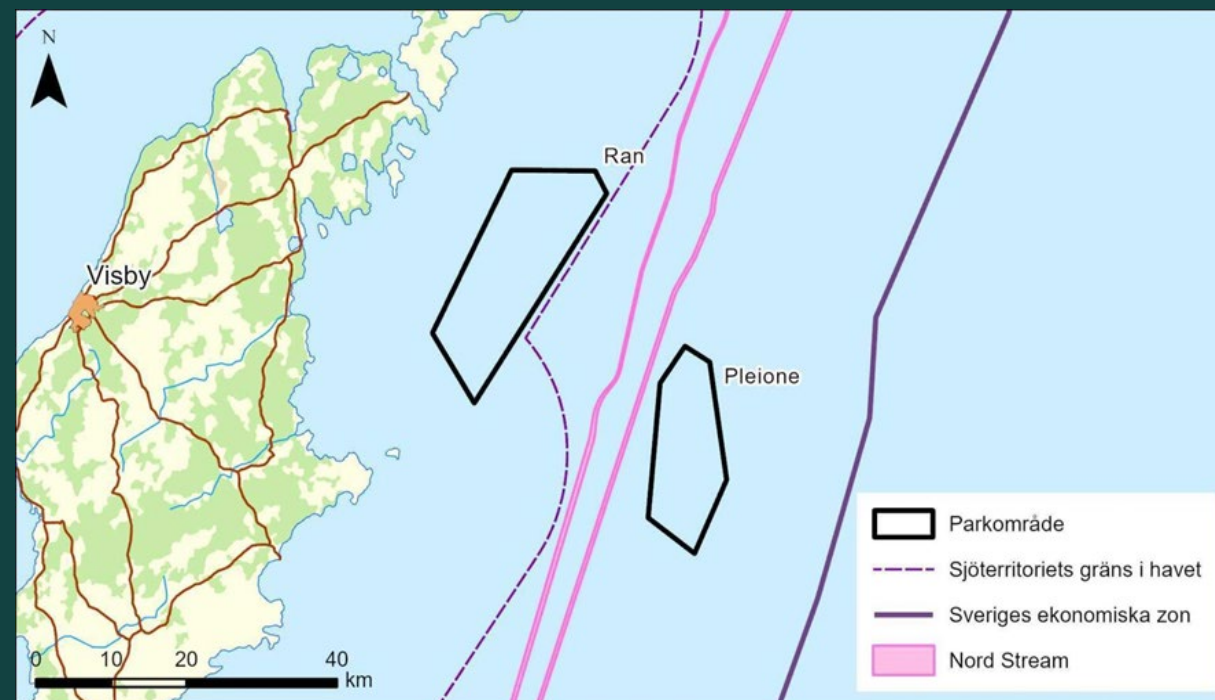 N
Ran
Visby
Pleione
Parkområde
Sjöterritoriets gräns i havet
Sveriges ekonomiska zon
Nord Stream
0 10 20 40
km